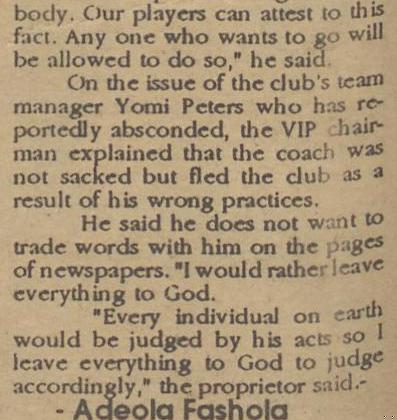 body. Our players can attest to this
fact. Any one who wants to go will
be allowed to do so," he said.
On the issue of the club's team
manager Yomi Peters who has re-
portedly absconded, the VIP chair-
man explained that the coach was
not sacked but fled the club as a
result of his wrong practices.
He said he does not want to
trade words with him on the pages
of newspapers. "I would rather leave
everything to God.
"Every individual on earth
would be judged by his acts so I
leave everything to God to judge
accordingly," the proprietor said.-
- Adeola Fashola